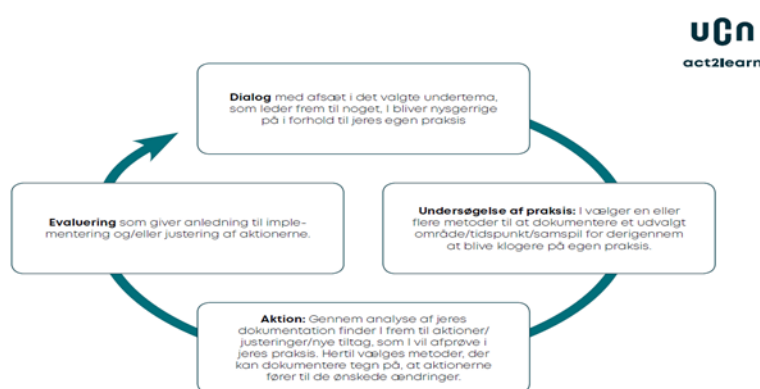 ucn
act2learn
Dialog med afsæt i det valgte undertema,
som leder frem til noget, I bliver nysgerrige
på i forhold til jeres egen praksis
Evaluering som giver anledning til imple-
mentering og/eller justering af aktionerne.
Undersøgelse af praksis: I vælger en eller
flere metoder til at dokumentere et udvalgt
område/tidspunkt/samspil for derigennem
at blive klogere på egen praksis.
Aktion: Gennem analyse af jeres
dokumentation finder I frem til aktioner/
justeringer/nye tiltag, som I vil afprøve i
jeres praksis. Hertil vælges metoder, der
kan dokumentere tegn på, at aktionerne
fører til de ønskede ændringer.